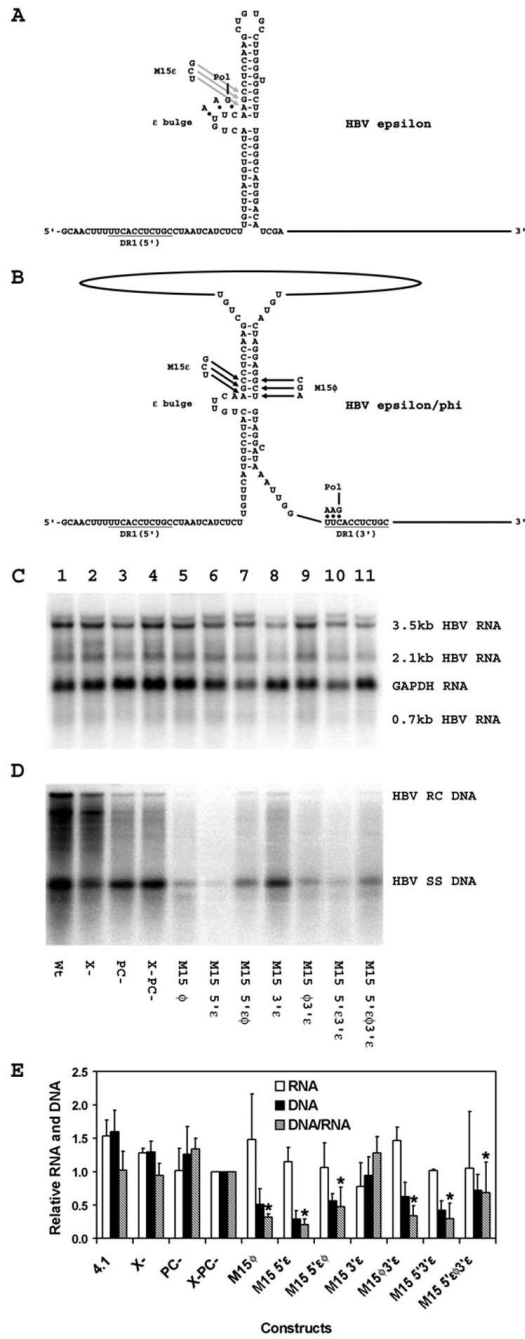 A
M15ε
G
C
U
Pol
ε bulge
HBV epsilon
5'-GCAACUUUUUCACCUCUGCCUAAUCAUCUCU
UCGA
3'
DR1(5')
B
M15ε
G
C
U
C
G
A
M15φ
ε bulge
HBV epsilon/phi
Pol
AAG
5'-GCAACUUUUUCACCUCUGCCUAAUCAUCUCU
UUCACCUCUGC
3'
DR1(5')
DR1(3')
C
1 2 3 4 5 6 7 8 9 10 11
3.5kb HBV RNA
2.1kb HBV RNA
GAPDH RNA
0.7kb HBV RNA
D
HBV RC DNA
HBV SS DNA
Wt
X-
PC-
X-PC-
M15 φ
M15 5'ε
M15 5'εφ
M15 3'ε
M15 φ3'ε
M15 5'ε3'ε
M15 5'εφ3'ε
E
Relative RNA and DNA
2.5
2.0
1.5
1.0
0.5
0.0
RNA
DNA
DNA/RNA
* * * * * *
4.1
X-
PC-
X-PC-
M15φ
M15 5'ε
M15 5'εφ
M15 3'ε
M15φ3'ε
M15 5'3'ε
M15 5'εφ3'ε
Constructs